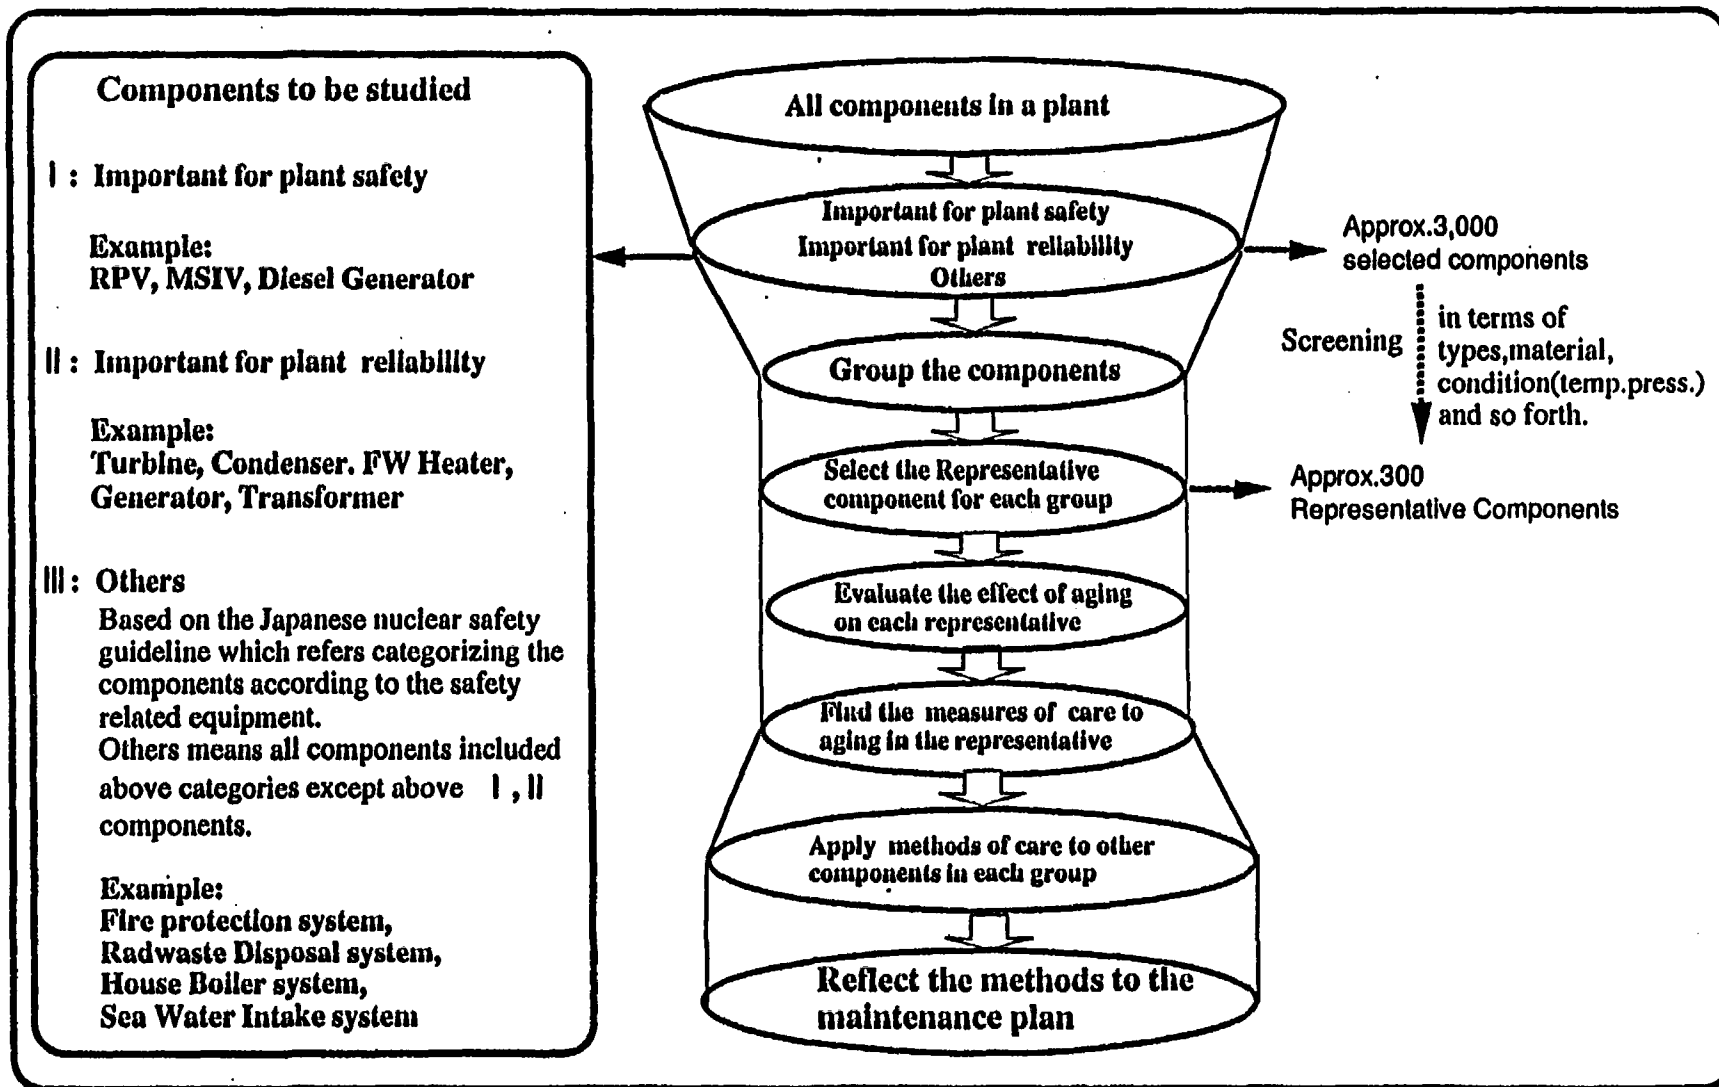 Components to be studied
I : Important for plant safety
Example:
RPV, MSIV, Diesel Generator
II : Important for plant reliability
Example:
Turbine, Condenser. FW Heater,
Generator, Transformer
III : Others
Based on the Japanese nuclear safety
guideline which refers categorizing the
components according to the safety
related equipment.
Others means all components included
above categories except above I , II
components.
Example:
Fire protection system,
Radwaste Disposal system,
House Boiler system,
Sea Water Intake system
All components in a plant
Important for plant safety
Important for plant reliability
Others
Group the components
Select the Representative
component for each group
Evaluate the effect of aging
on each representative
Find the measures of care to
aging in the representative
Apply methods of care to other
components in each group
Reflect the methods to the
maintenance plan
Approx.3,000
selected components
Screening
in terms of
types,material,
condition(temp.press.)
and so forth.
Approx.300
Representative Components